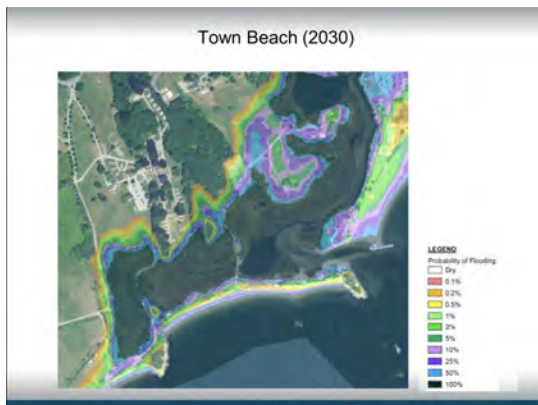 Town Beach (2030)
LEGEND
Probability of Flooding
Dry
0.1%
0.2%
0.5%
1%
2%
5%
10%
25%
50%
100%